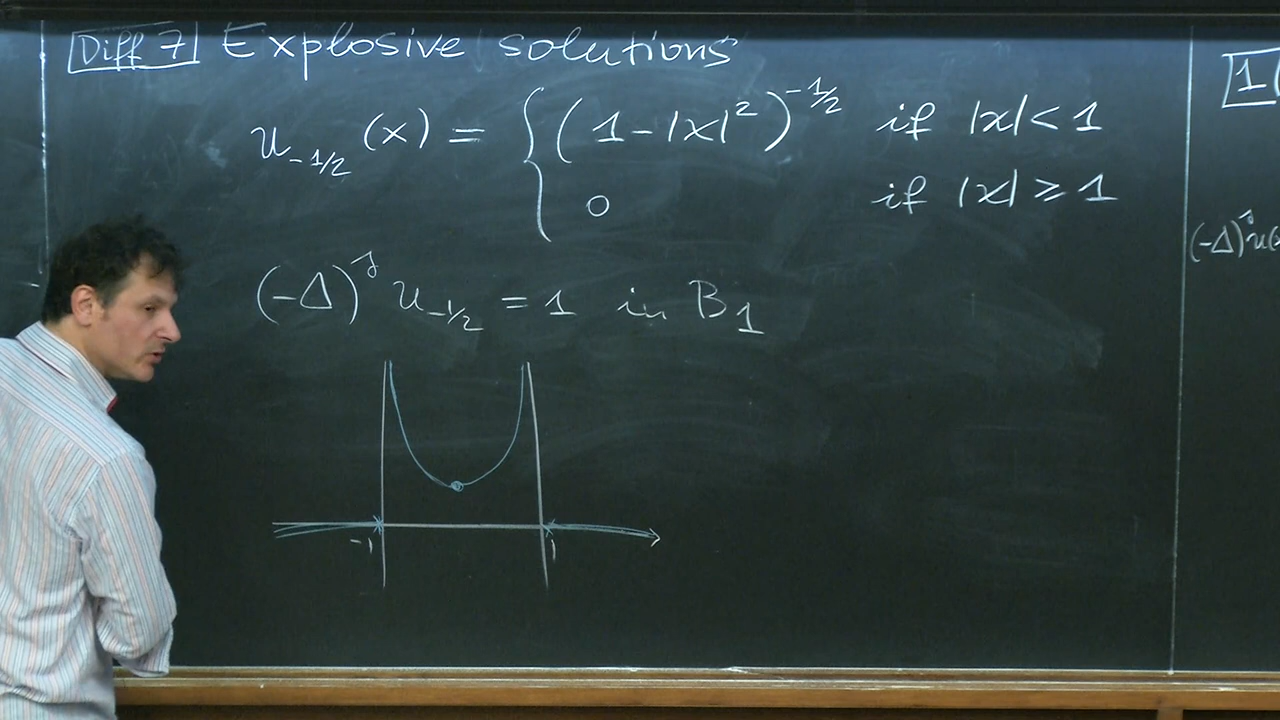 Diff 7 Explosive solutions
u_{-1/2}(x) = { (1-|x|²)^{-1/2} if |x| < 1
0 if |x| ≥ 1
(-Δ)^s u_{-1/2} = 1 in B_1
-1 1
1
(-Δ)^s u(